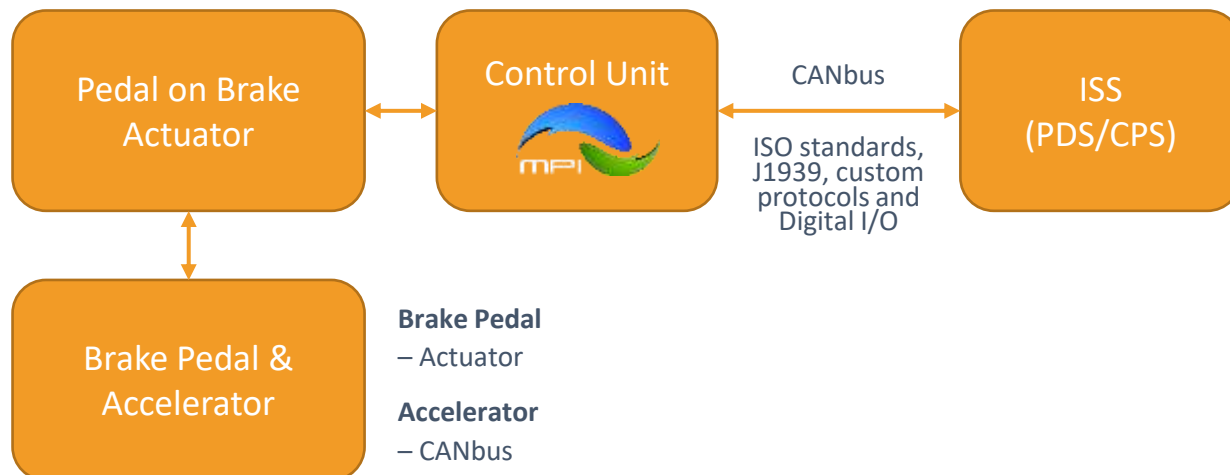 Pedal on Brake
Actuator
Control Unit
MPI
CANbus
ISO standards,
J1939, custom
protocols and
Digital I/O
ISS
(PDS/CPS)
Brake Pedal &
Accelerator
Brake Pedal
– Actuator
Accelerator
– CANbus